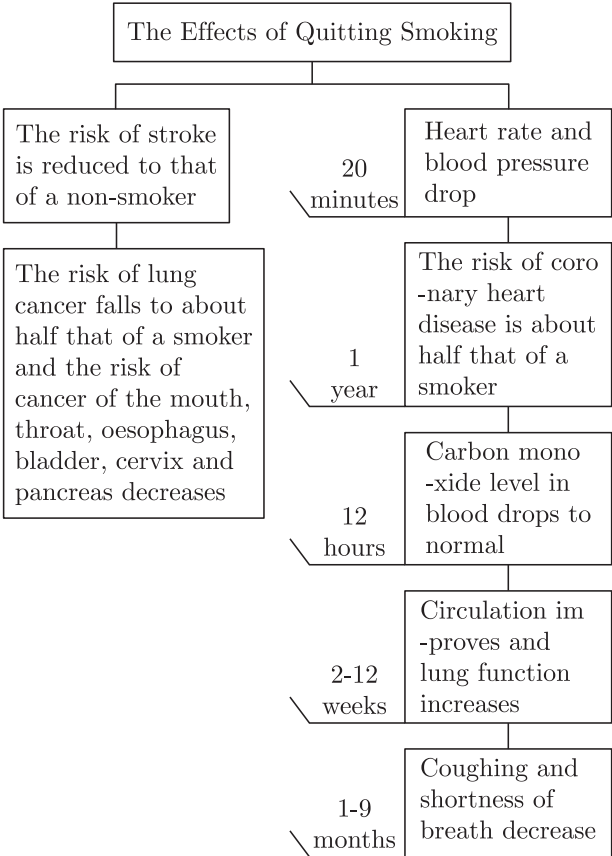 The Effects of Quitting Smoking
The risk of stroke
is reduced to that
of a non-smoker
The risk of lung
cancer falls to about
half that of a smoker
and the risk of
cancer of the mouth,
throat, oesophagus,
bladder, cervix and
pancreas decreases
20
minutes
Heart rate and
blood pressure
drop
1
year
The risk of coro
-nary heart
disease is about
half that of a
smoker
12
hours
Carbon mono
-xide level in
blood drops to
normal
2-12
weeks
Circulation im
-proves and
lung function
increases
1-9
months
Coughing and
shortness of
breath decrease